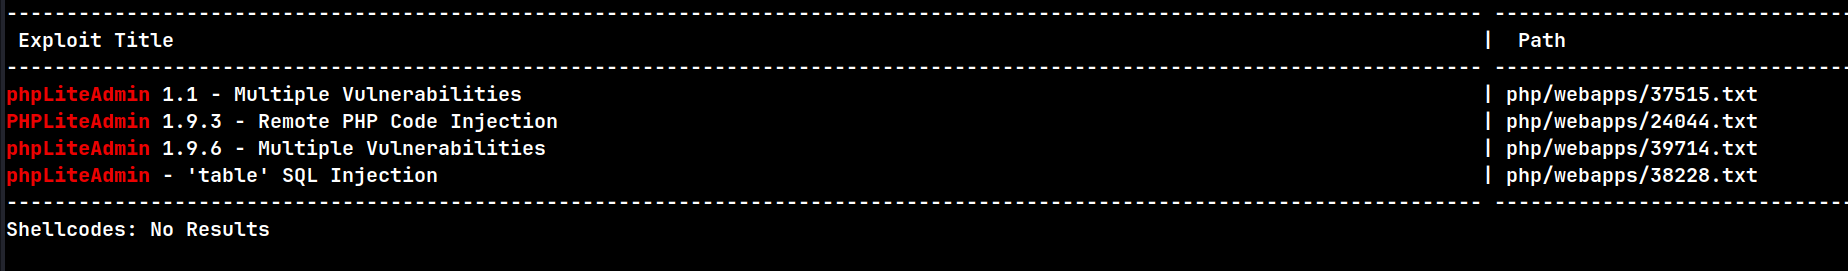 Exploit Title | Path
phpLiteAdmin 1.1 - Multiple Vulnerabilities | php/webapps/37515.txt
PHPLiteAdmin 1.9.3 - Remote PHP Code Injection | php/webapps/24044.txt
phpLiteAdmin 1.9.6 - Multiple Vulnerabilities | php/webapps/39714.txt
phpLiteAdmin - 'table' SQL Injection | php/webapps/38228.txt
Shellcodes: No Results